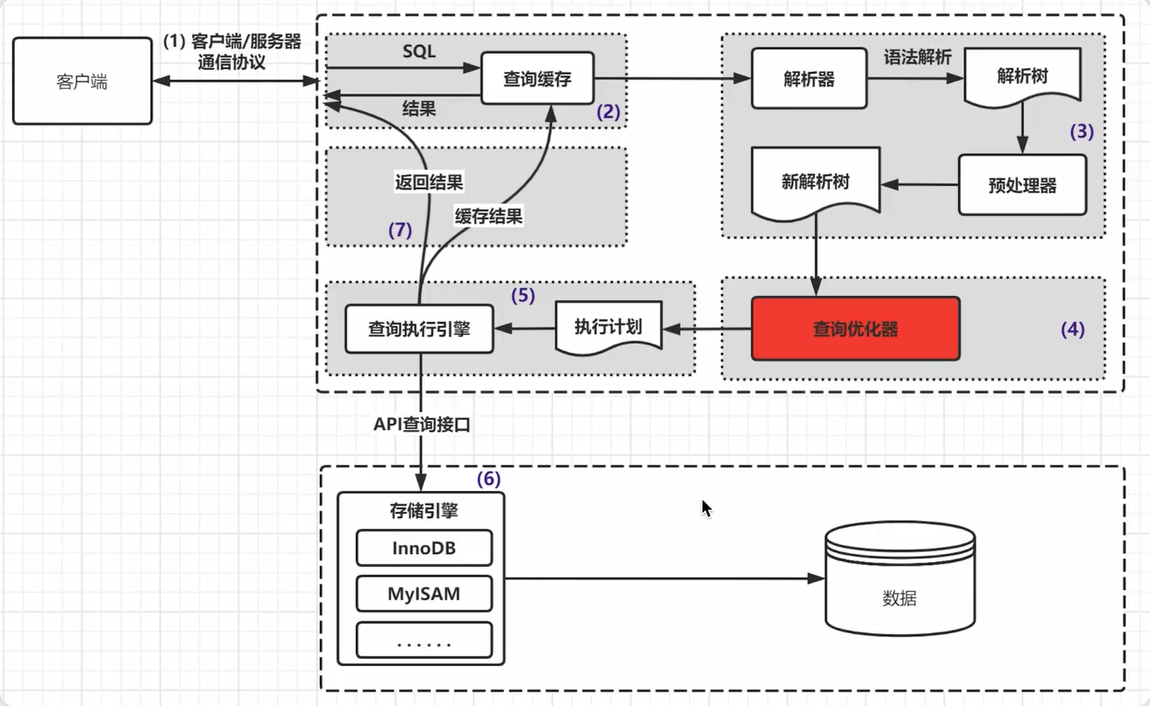 (1) 客户端/服务器
通信协议
客户端
SQL
查询缓存
结果
(2)
解析器
语法解析
解析树
(3)
预处理器
新解析树
返回结果
缓存结果
(7)
(5)
查询执行引擎
执行计划
查询优化器
(4)
API查询接口
(6)
存储引擎
InnoDB
MyISAM
......
数据